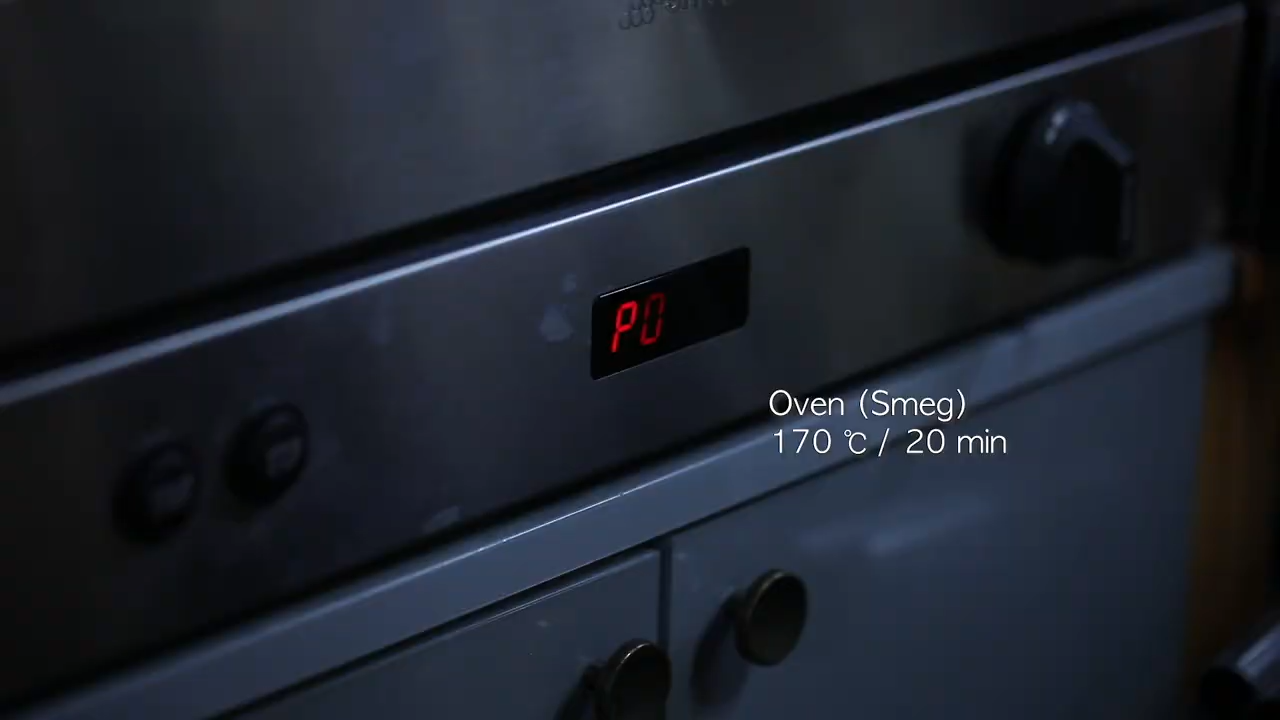 P0
Oven (Smeg)
170 ℃ / 20 min